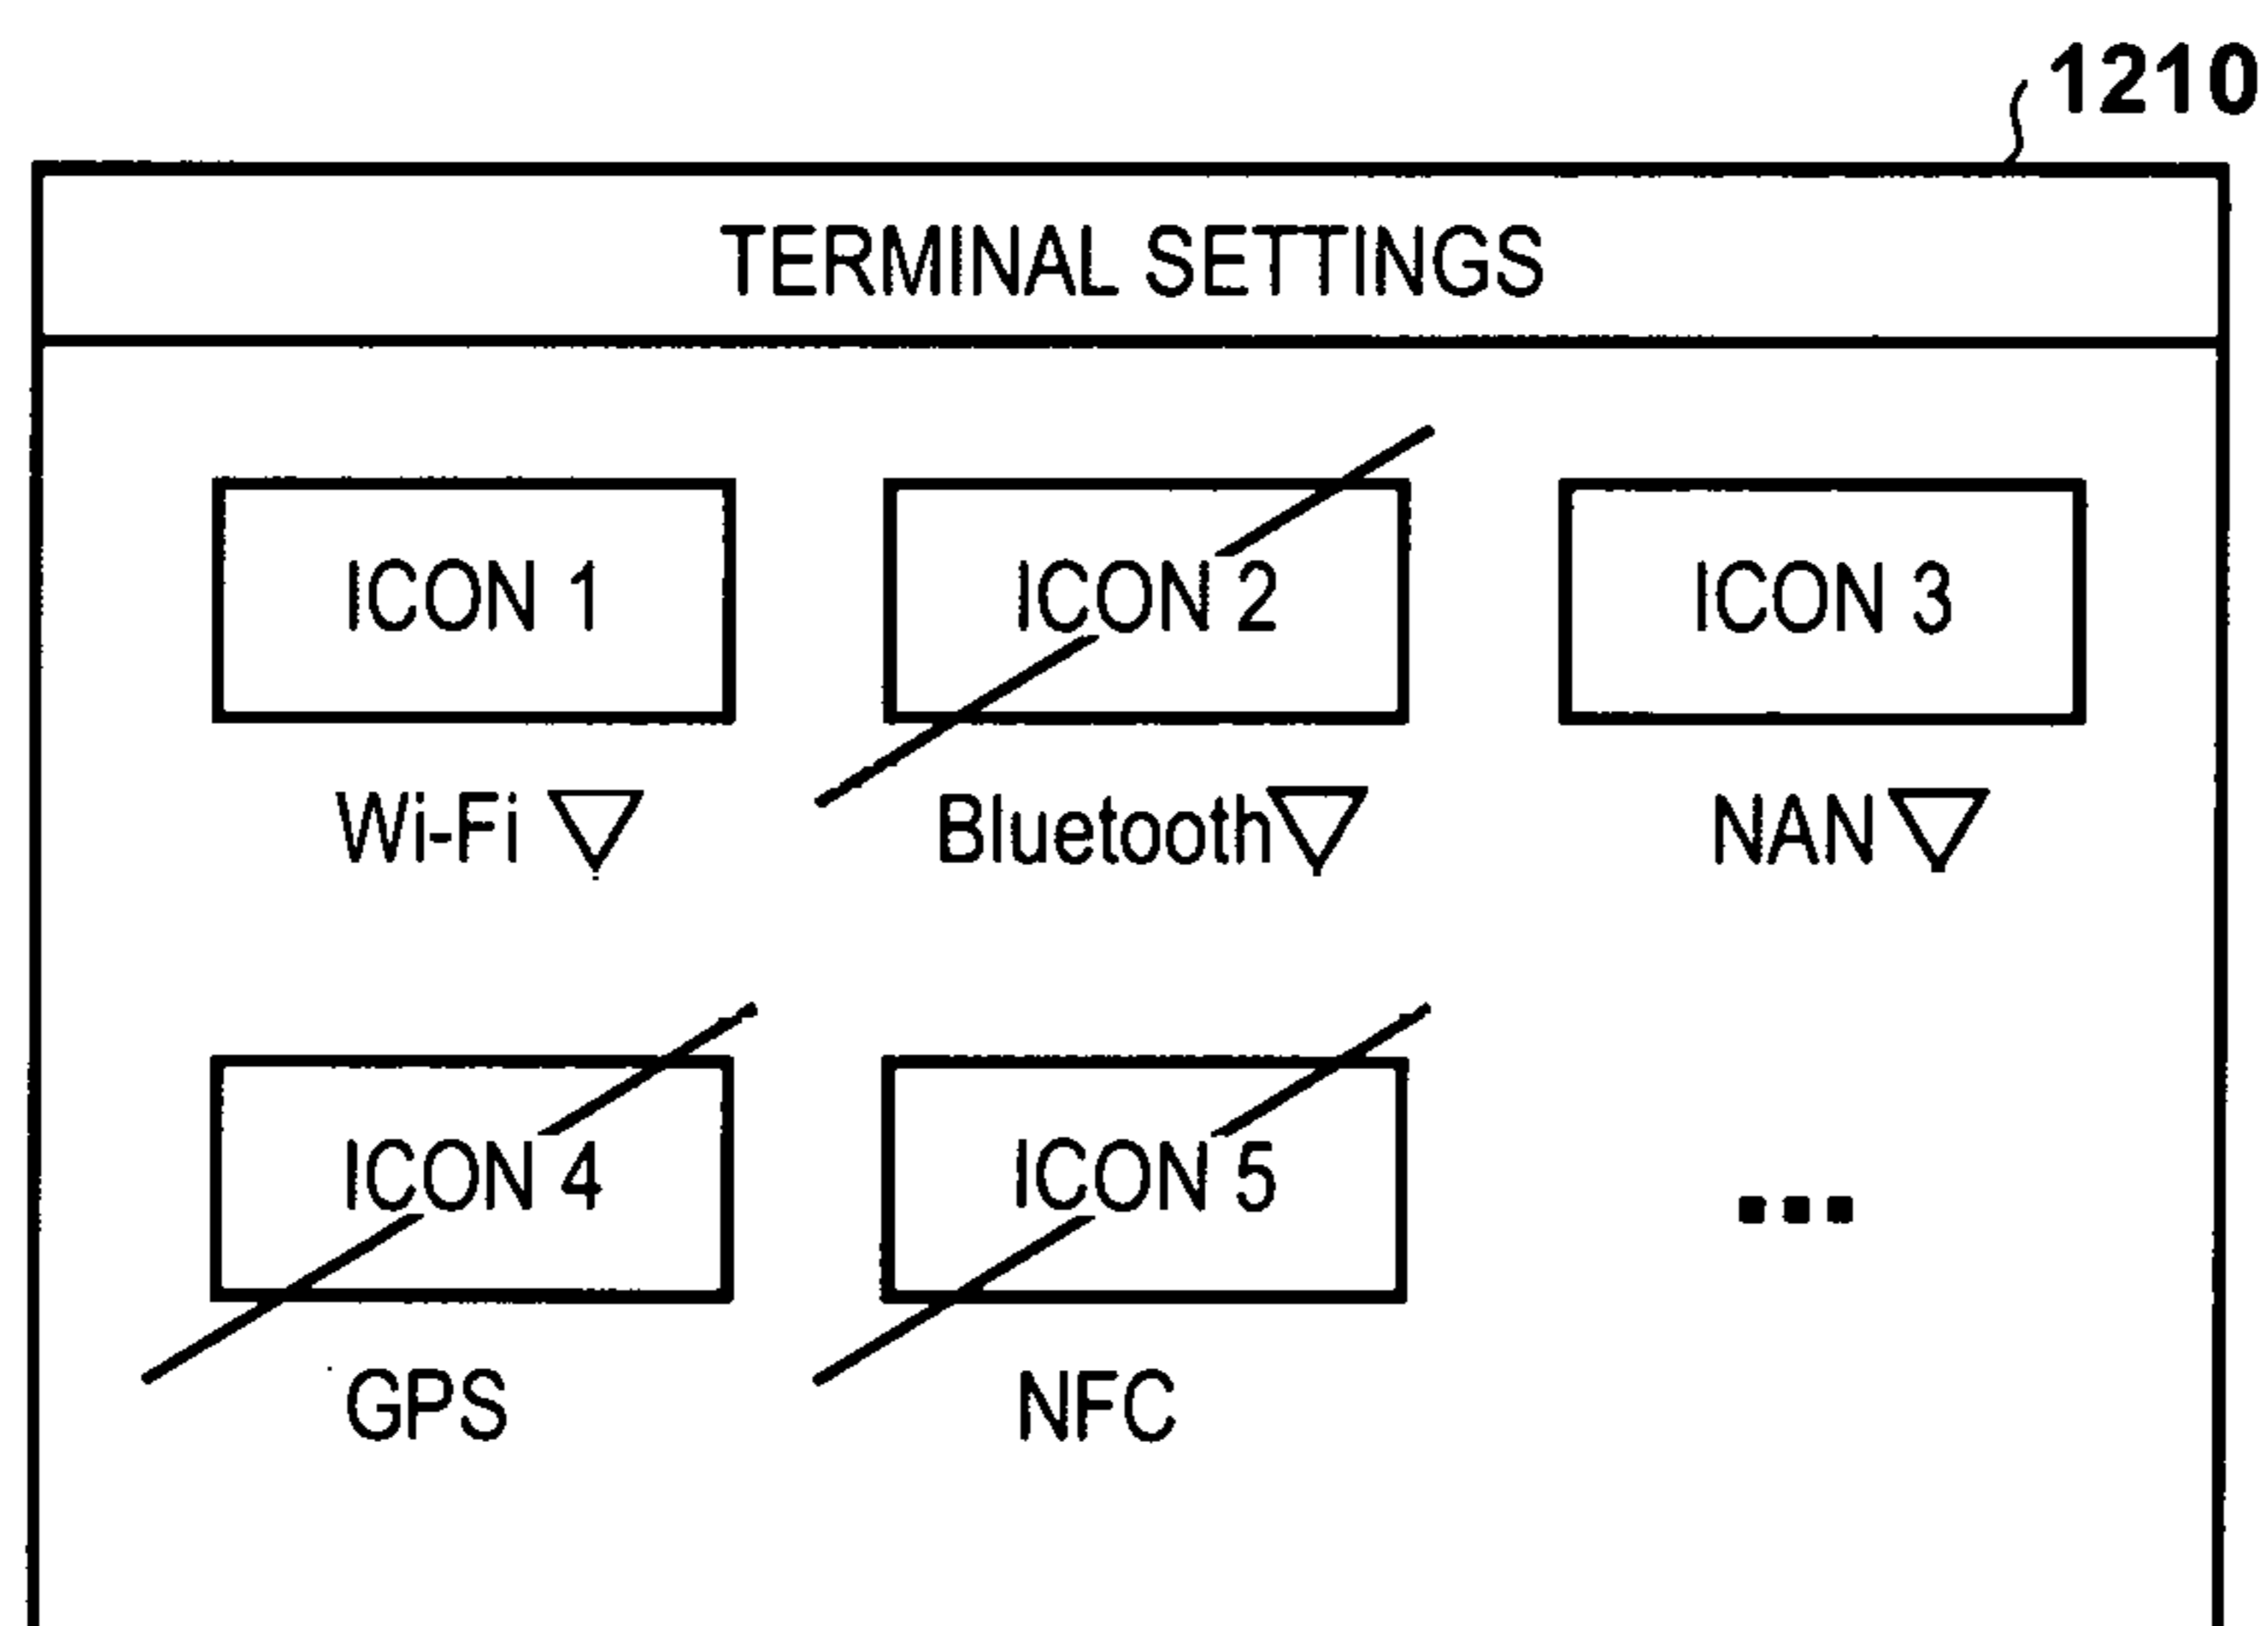 1210
TERMINAL SETTINGS
ICON 1 ICON 2 ICON 3
Wi-Fi ▽ Bluetooth▽ NAN▽
ICON 4 ICON 5 ...
GPS NFC